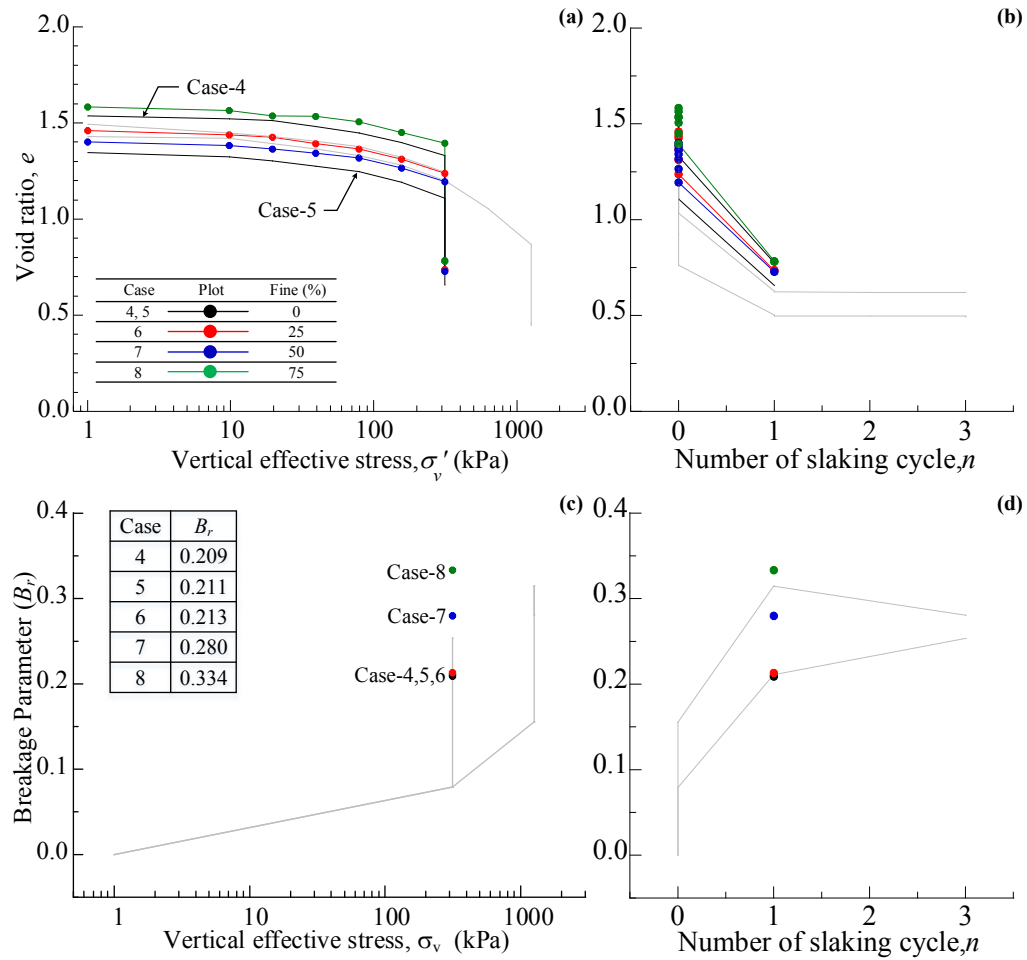 (a)
2.0
1.5
1.0
0.5
0.0
Void ratio, e
Case-4
Case-5
Case Plot Fine (%)
4, 5 0
6 25
7 50
8 75
1 10 100 1000
Vertical effective stress,σv′ (kPa)
(b)
2.0
1.5
1.0
0.5
0.0
0 1 2 3
Number of slaking cycle,n
(c)
0.4
0.3
0.2
0.1
0.0
Breakage Parameter (Br)
Case Br
4 0.209
5 0.211
6 0.213
7 0.280
8 0.334
Case-8
Case-7
Case-4,5,6
1 10 100 1000
Vertical effective stress, σv (kPa)
(d)
0.4
0.3
0.2
0.1
0.0
0 1 2 3
Number of slaking cycle,n